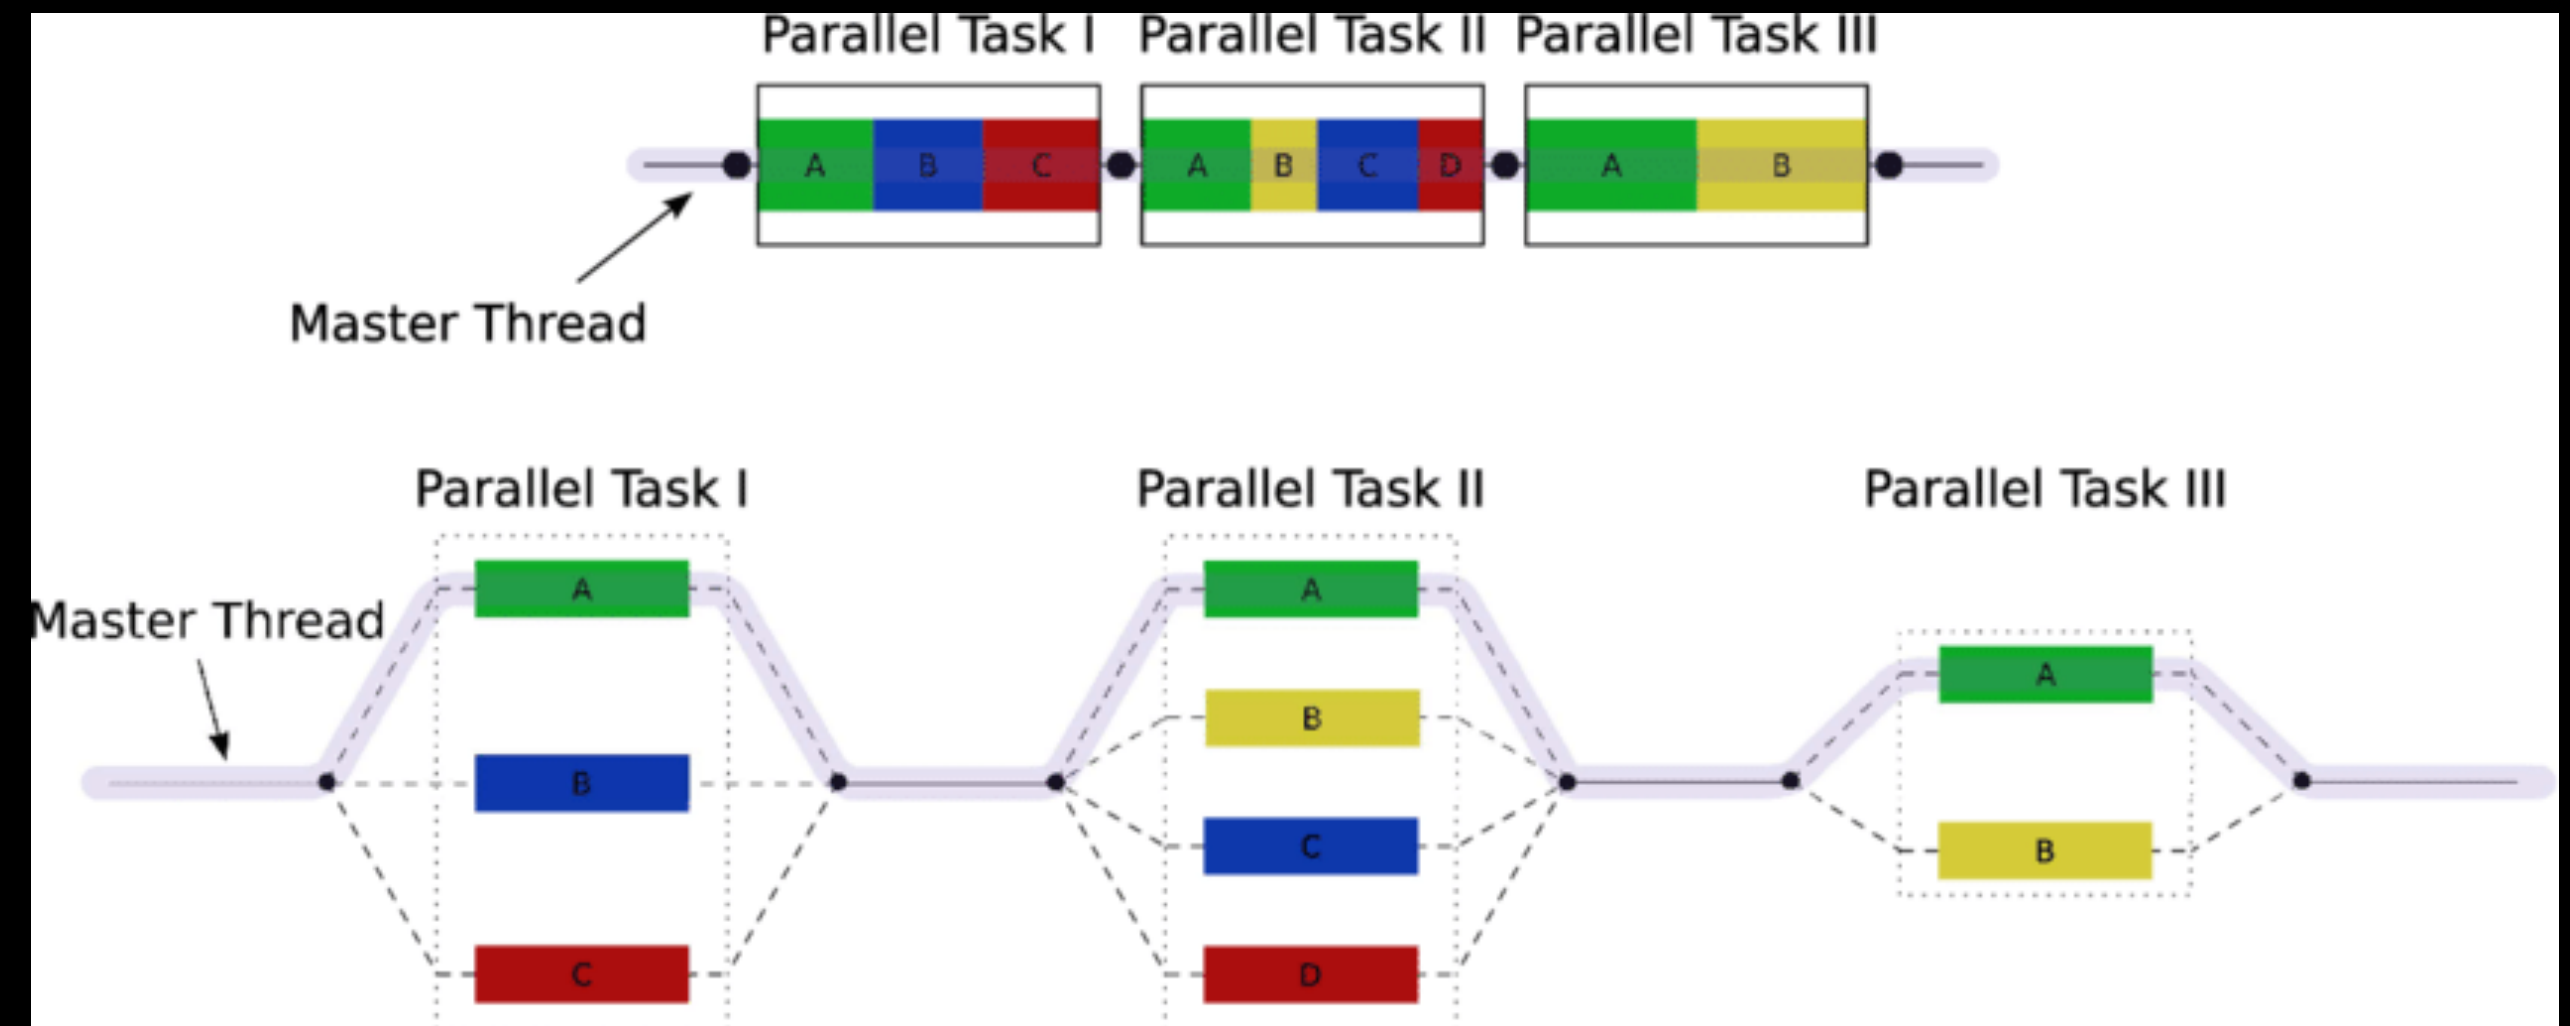 Parallel Task I Parallel Task II Parallel Task III
A B C A B C D A B
Master Thread
Parallel Task I Parallel Task II Parallel Task III
A A
Master Thread
A
B
B
C
B
C D